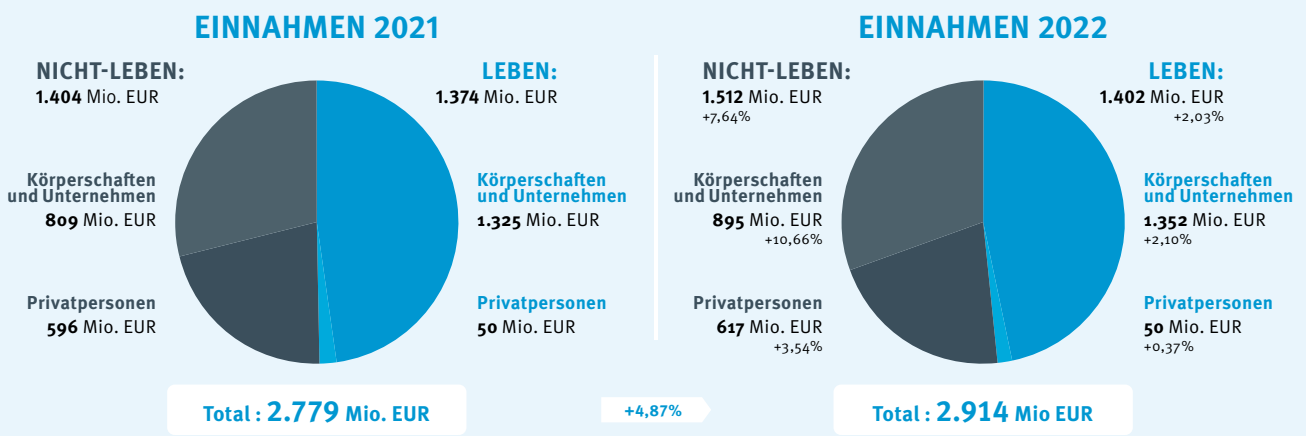 EINNAHMEN 2021
NICHT-LEBEN:
1.404 Mio. EUR
Körperschaften
und Unternehmen
809 Mio. EUR
Privatpersonen
596 Mio. EUR
LEBEN:
1.374 Mio. EUR
Körperschaften
und Unternehmen
1.325 Mio. EUR
Privatpersonen
50 Mio. EUR
Total : 2.779 Mio. EUR
+4,87%
EINNAHMEN 2022
NICHT-LEBEN:
1.512 Mio. EUR
+7,64%
Körperschaften
und Unternehmen
895 Mio. EUR
+10,66%
Privatpersonen
617 Mio. EUR
+3,54%
LEBEN:
1.402 Mio. EUR
+2,03%
Körperschaften
und Unternehmen
1.352 Mio. EUR
+2,10%
Privatpersonen
50 Mio. EUR
+0,37%
Total : 2.914 Mio EUR